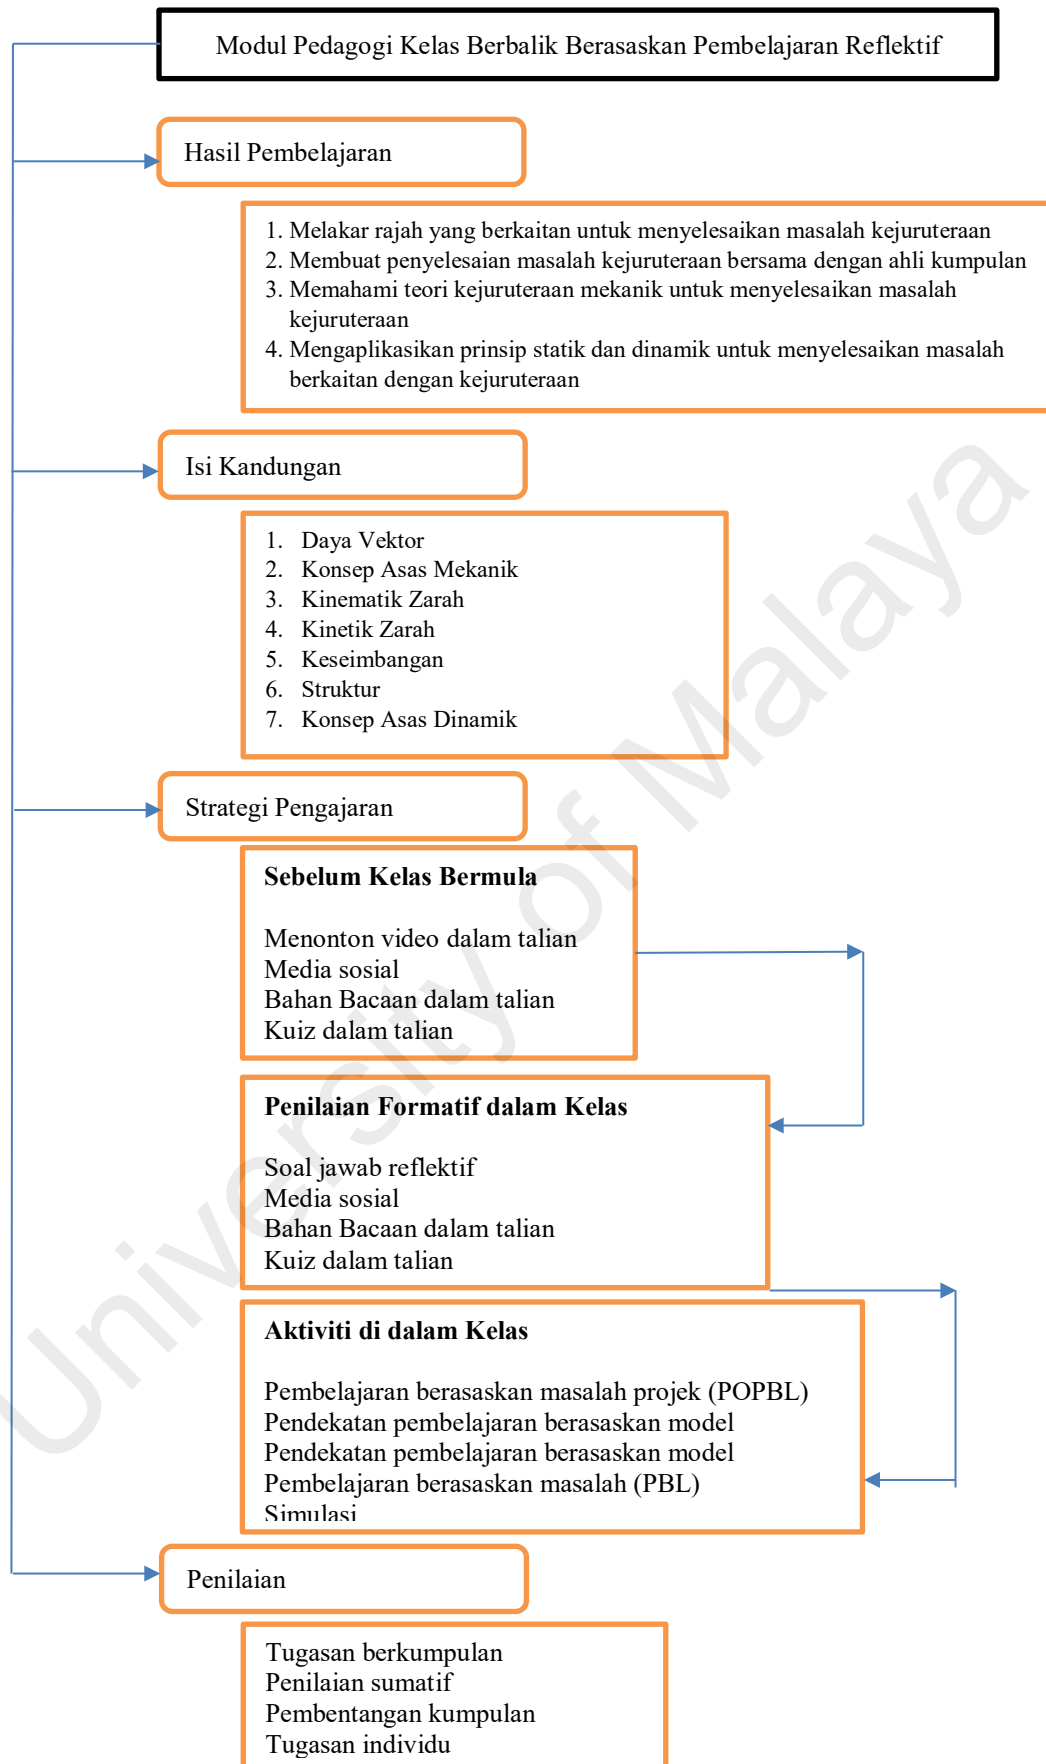 Modul Pedagogi Kelas Berbalik Berasaskan Pembelajaran Reflektif
Hasil Pembelajaran
1. Melakar rajah yang berkaitan untuk menyelesaikan masalah kejuruteraan
2. Membuat penyelesaian masalah kejuruteraan bersama dengan ahli kumpulan
3. Memahami teori kejuruteraan mekanik untuk menyelesaikan masalah
kejuruteraan
4. Mengaplikasikan prinsip statik dan dinamik untuk menyelesaikan masalah
berkaitan dengan kejuruteraan
Isi Kandungan
1. Daya Vektor
2. Konsep Asas Mekanik
3. Kinematik Zarah
4. Kinetik Zarah
5. Keseimbangan
6. Struktur
7. Konsep Asas Dinamik
Strategi Pengajaran
Sebelum Kelas Bermula
Menonton video dalam talian
Media sosial
Bahan Bacaan dalam talian
Kuiz dalam talian
Penilaian Formatif dalam Kelas
Soal jawab reflektif
Media sosial
Bahan Bacaan dalam talian
Kuiz dalam talian
Aktiviti di dalam Kelas
Pembelajaran berasaskan masalah projek (POPBL)
Pendekatan pembelajaran berasaskan model
Pendekatan pembelajaran berasaskan model
Pembelajaran berasaskan masalah (PBL)
Simulasi
Penilaian
Tugasan berkumpulan
Penilaian sumatif
Pembentangan kumpulan
Tugasan individu
University of Malaya